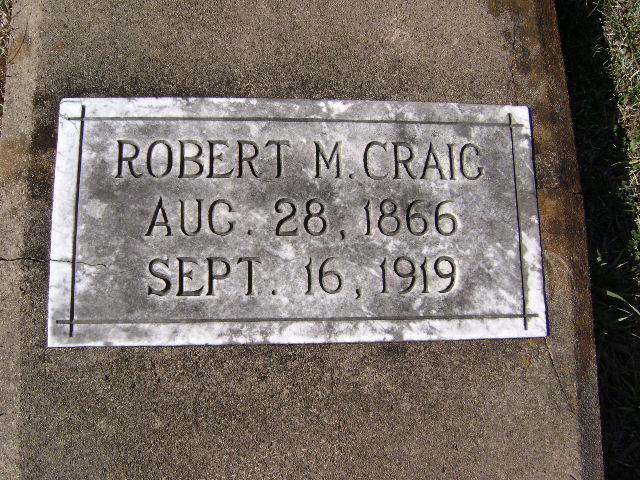 ROBERT M. CRAIG
AUG. 28, 1866
SEPT. 16, 1919